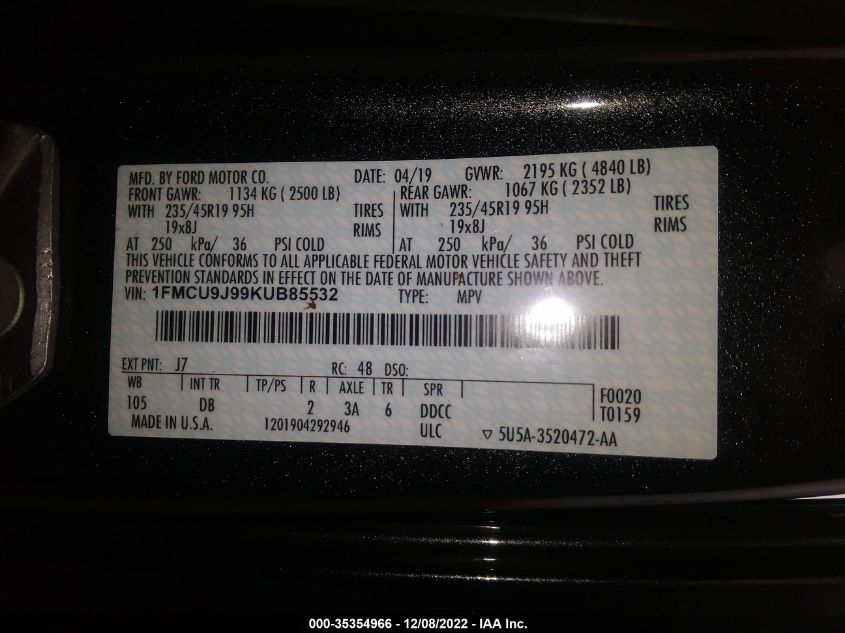 MFD. BY FORD MOTOR CO. DATE: 04/19 GVWR: 2195 KG ( 4840 LB)
FRONT GAWR: 1134 KG ( 2500 LB) REAR GAWR: 1067 KG ( 2352 LB)
WITH 235/45R19 95H TIRES WITH 235/45R19 95H TIRES
19x8J RIMS 19x8J RIMS
AT 250 kPa/ 36 PSI COLD AT 250 kPa/ 36 PSI COLD
THIS VEHICLE CONFORMS TO ALL APPLICABLE FEDERAL MOTOR VEHICLE SAFETY AND THEFT
PREVENTION STANDARDS IN EFFECT ON THE DATE OF MANUFACTURE SHOWN ABOVE.
VIN: 1FMCU9J99KUB85532 TYPE: MPV
EXT PNT: J7 RC: 48 DSO:
WB INT TR TP/PS R AXLE TR SPR F0020
105 DB 2 3A 6 DDCC T0159
MADE IN U.S.A. 1201904292946 ULC ▽ 5U5A-3520472-AA
000-35354966 - 12/08/2022 - IAA Inc.